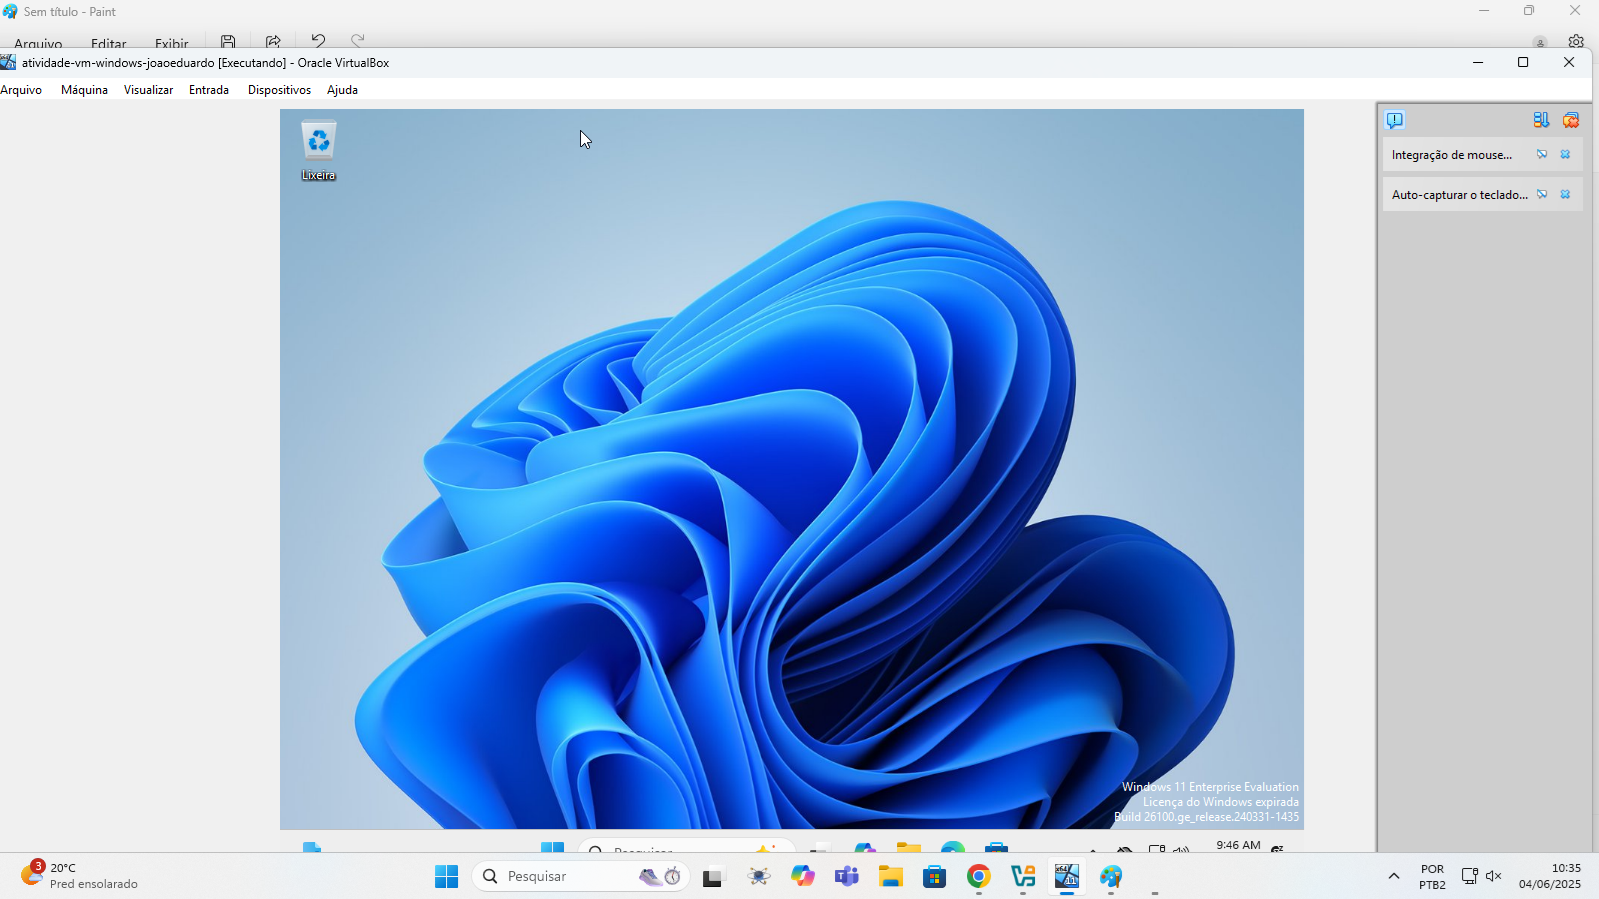 Sem título - Paint
Arquivo Editar Exibir
atividade-vm-windows-joaoeduardo [Executando] - Oracle VirtualBox
Arquivo Máquina Visualizar Entrada Dispositivos Ajuda
Lixeira
Integração de mouse...
Auto-capturar o teclado...
Windows 11 Enterprise Evaluation
Licença do Windows expirada
Build 26100.ge_release.240331-1435
Pesquisar
9:46 AM
3
20°C
Pred ensolarado
Pesquisar
POR
PTB2
10:35
04/06/2025